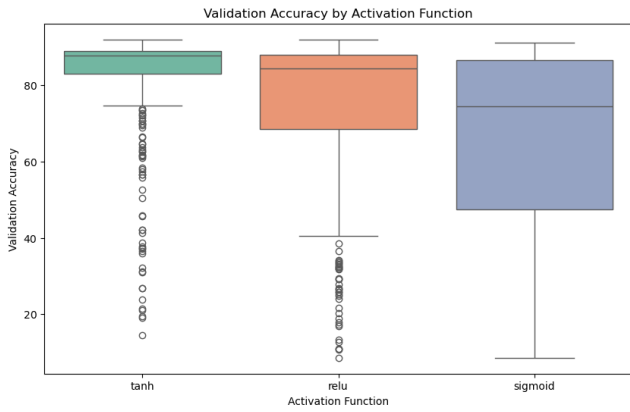 Validation Accuracy by Activation Function
Validation Accuracy
80
60
40
20
tanh
relu
sigmoid
Activation Function